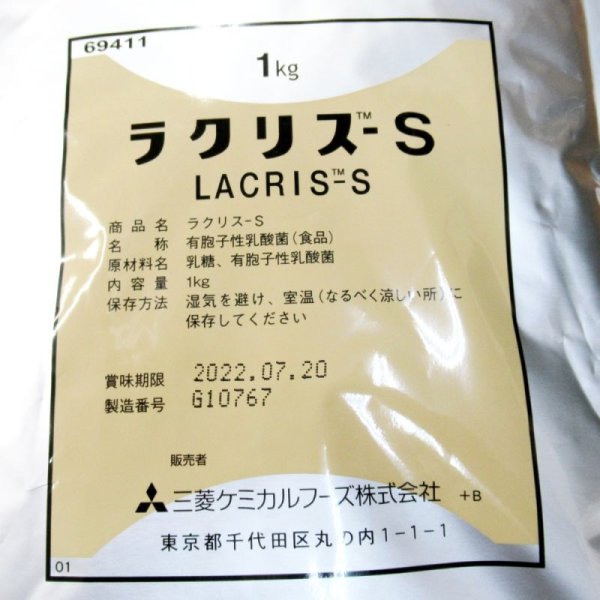 69411
1kg
ラクリス™-S
LACRIS™-S
商品名 ラクリス-S
名称 有胞子性乳酸菌(食品)
原材料名 乳糖、有胞子性乳酸菌
内容量 1kg
保存方法 湿気を避け、室温(なるべく涼しい所)に
保存してください
賞味期限 2022.07.20
製造番号 G10767
販売者
三菱ケミカルフーズ株式会社 +B
東京都千代田区丸の内1-1-1
01